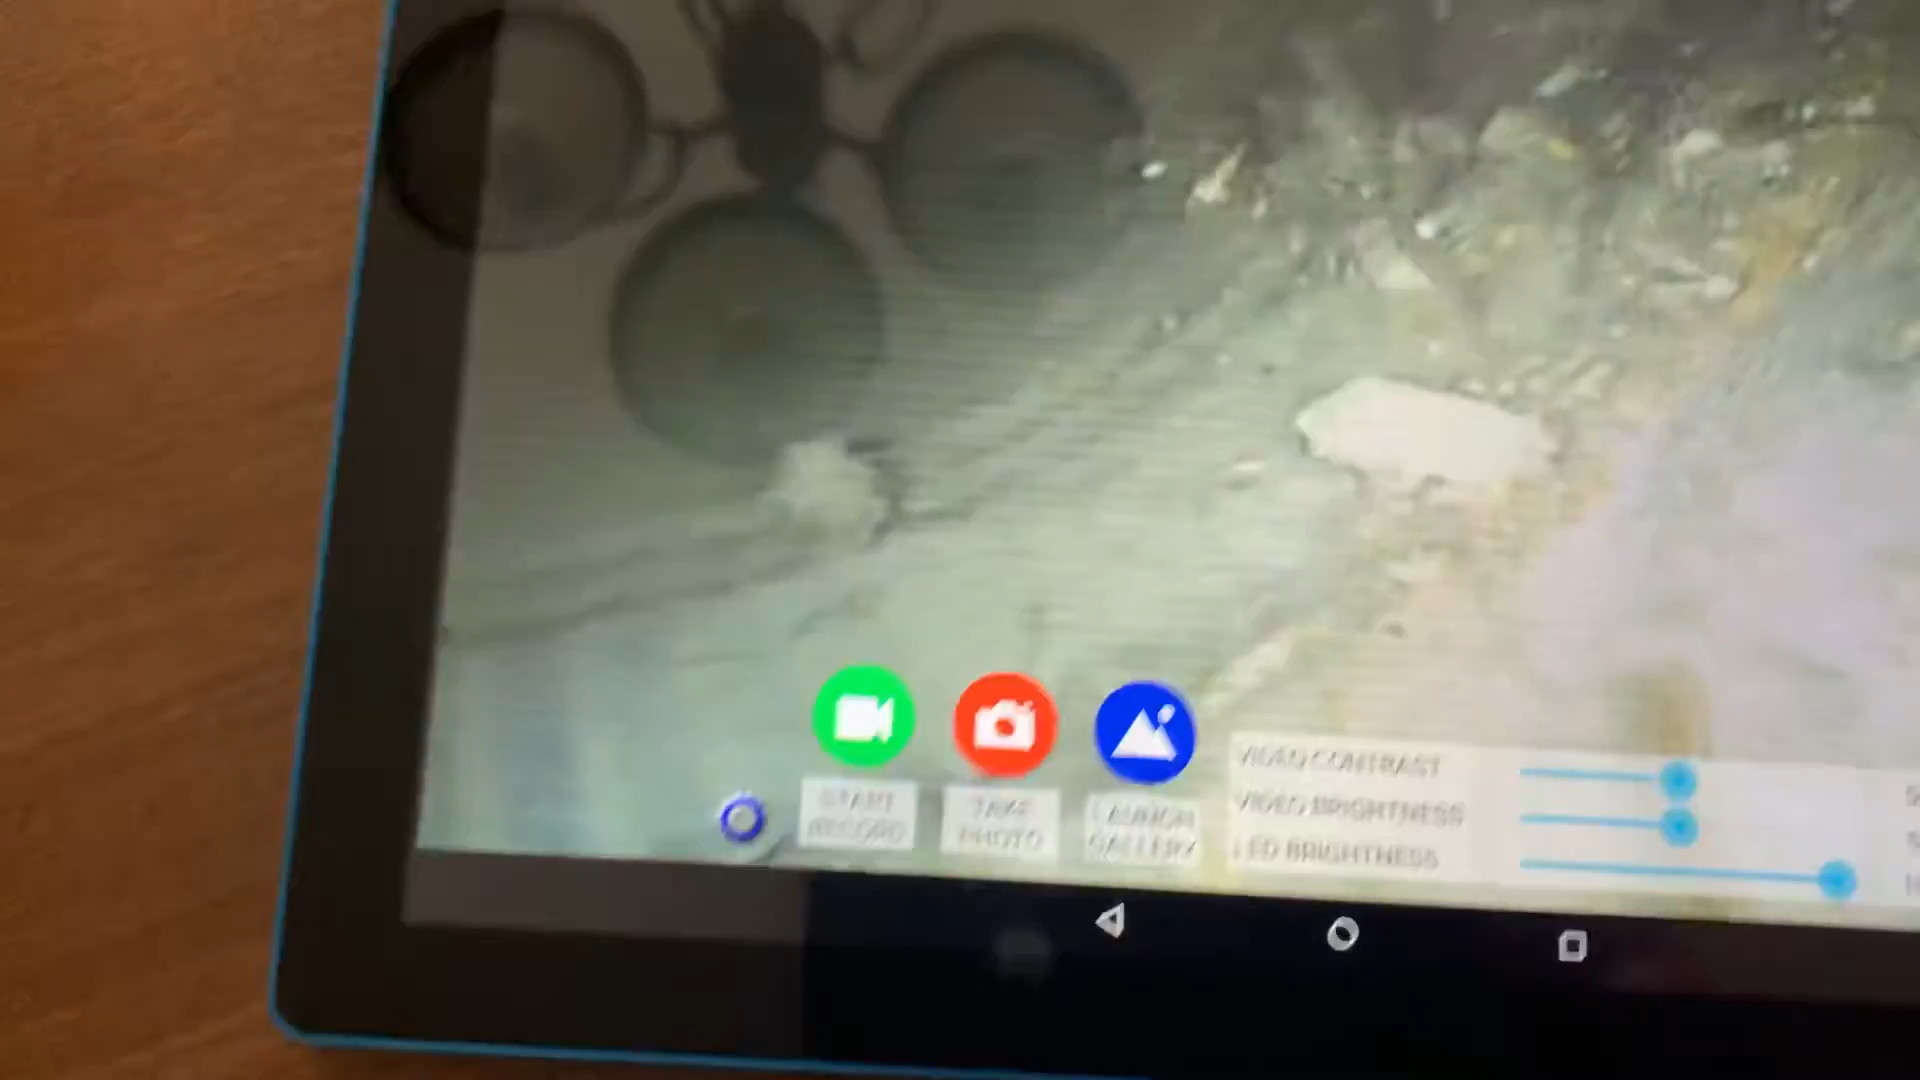 START
RECORD
TAKE
PHOTO
LAUNCH
GALLERY
VIDEO CONTRAST
VIDEO BRIGHTNESS
LED BRIGHTNESS